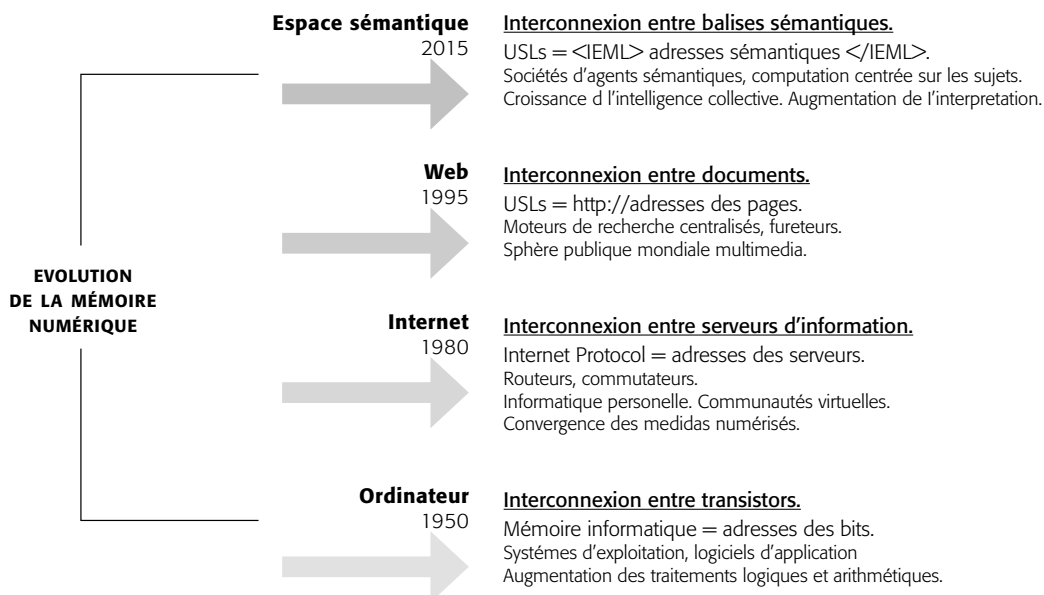 Espace sémantique
2015
Interconnexion entre balises sémantiques.
USLs = <IEML> adresses sémantiques </IEML>.
Sociétés d'agents sémantiques, computation centrée sur les sujets.
Croissance d l'intelligence collective. Augmentation de l'interpretation.
Web
1995
Interconnexion entre documents.
USLs = http://adresses des pages.
Moteurs de recherche centralisés, fureteurs.
Sphère publique mondiale multimedia.
EVOLUTION
DE LA MÉMOIRE
NUMÉRIQUE
Internet
1980
Interconnexion entre serveurs d'information.
Internet Protocol = adresses des serveurs.
Routeurs, commutateurs.
Informatique personelle. Communautés virtuelles.
Convergence des medidas numérisés.
Ordinateur
1950
Interconnexion entre transistors.
Mémoire informatique = adresses des bits.
Systémes d'exploitation, logiciels d'application
Augmentation des traitements logiques et arithmétiques.